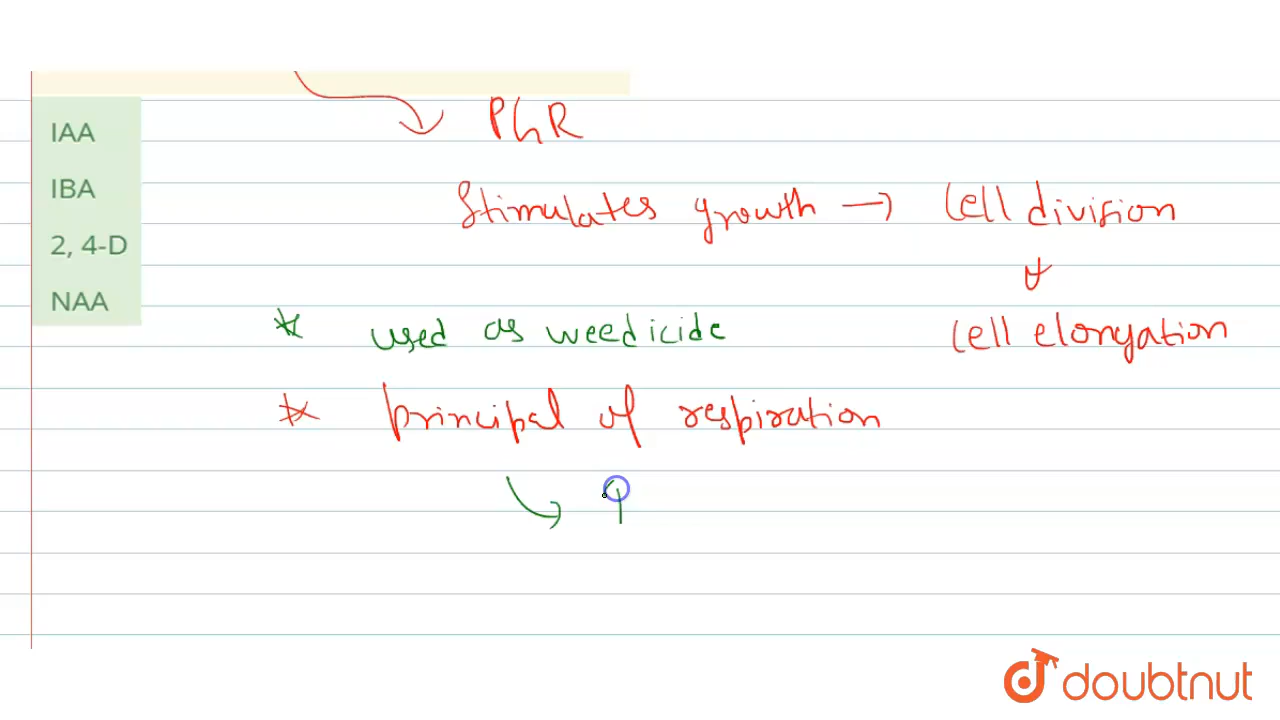 IAA
IBA
2, 4-D
NAA
PGR
Stimulates growth → Cell division
Cell elongation
* used as weedicide
* principal of respiration
doubtnut